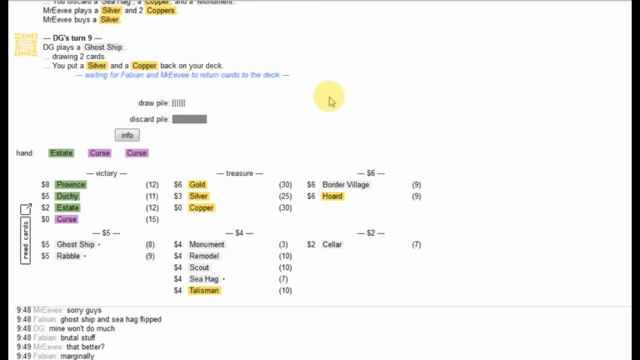 ... You discard a Sea Hag, a Copper, and a Monument.
MrEevee plays a Silver and 2 Coppers.
MrEevee buys a Silver.
— DG's turn 9 —
DG plays a Ghost Ship.
... drawing 2 cards.
... You put a Silver and a Copper back on your deck.
— waiting for Fabian and MrEevee to return cards to the deck —
draw pile:
discard pile:
info
hand: Estate Curse Curse
— victory —
$8 Province (12)
$5 Duchy (11)
$2 Estate (12)
$0 Curse (15)
— treasure —
$6 Gold (30)
$3 Silver (25)
$0 Copper (30)
— $6 —
$6 Border Village (9)
$6 Hoard (9)
read cards
— $5 —
$5 Ghost Ship • (8)
$5 Rabble • (9)
— $4 —
$4 Monument (3)
$4 Remodel (10)
$4 Scout (10)
$4 Sea Hag • (7)
$4 Talisman (10)
— $2 —
$2 Cellar (7)
9:48 MrEevee: sorry guys
9:48 Fabian: ghost ship and sea hag flipped
9:48 DG: mine won't do much
9:48 Fabian: brutal stuff
9:49 MrEevee: that better?
9:49 Fabian: marginally